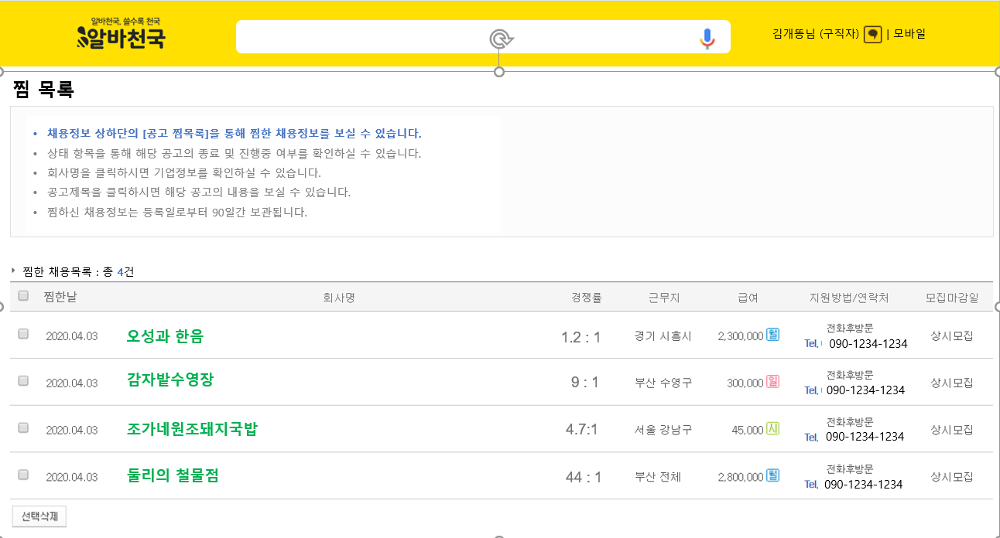 알바천국, 쓸수록 천국
알바천국
김개똥님 (구직자) | 모바일
찜 목록
• 채용정보 상하단의 [공고 찜목록]을 통해 찜한 채용정보를 보실 수 있습니다.
• 상태 항목을 통해 해당 공고의 종료 및 진행중 여부를 확인하실 수 있습니다.
• 회사명을 클릭하시면 기업정보를 확인하실 수 있습니다.
• 공고제목을 클릭하시면 해당 공고의 내용을 보실 수 있습니다.
• 찜하신 채용정보는 등록일로부터 90일간 보관됩니다.
찜한 채용목록 : 총 4건
찜한날 회사명 경쟁률 근무지 급여 지원방법/연락처 모집마감일
2020.04.03 오성과 한음 1.2 : 1 경기 시흥시 2,300,000 월 전화후방문 상시모집
Tel. 090-1234-1234
2020.04.03 감자밭수영장 9 : 1 부산 수영구 300,000 일 전화후방문 상시모집
Tel. 090-1234-1234
2020.04.03 조가네원조돼지국밥 4.7:1 서울 강남구 45,000 시 전화후방문 상시모집
Tel. 090-1234-1234
2020.04.03 둘리의 철물점 44 : 1 부산 전체 2,800,000 월 전화후방문 상시모집
Tel. 090-1234-1234
선택삭제